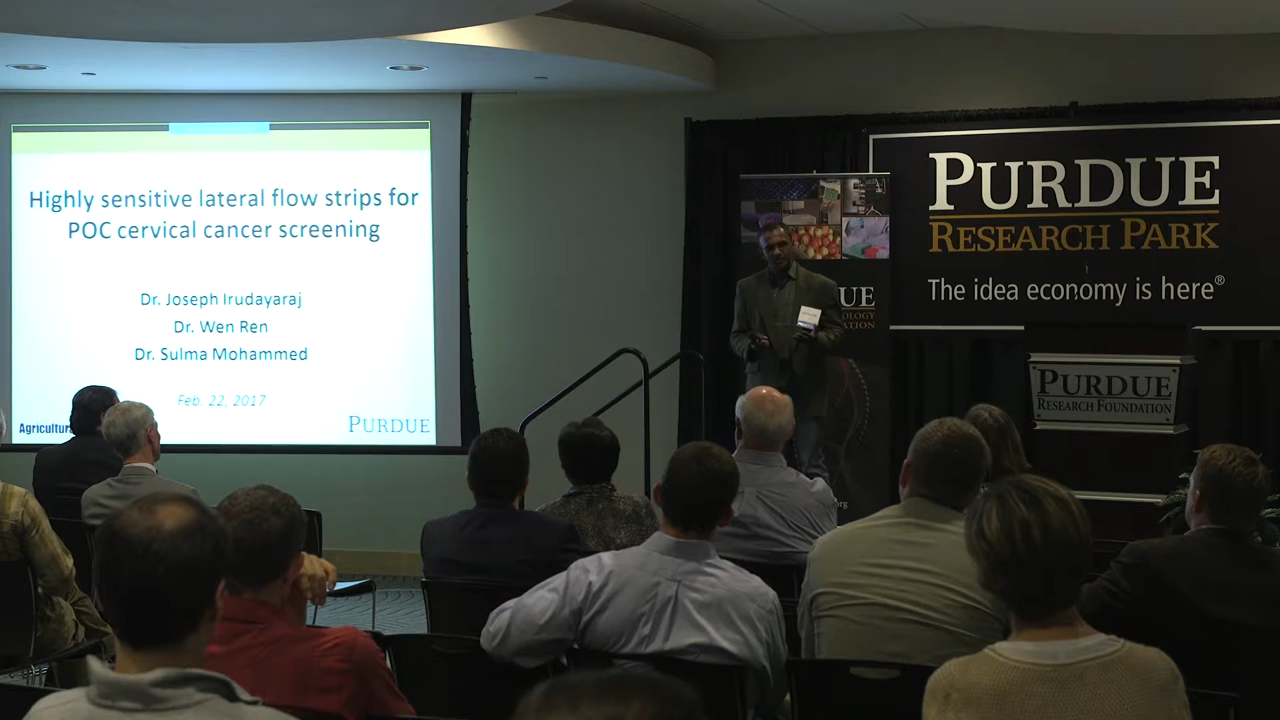 Highly sensitive lateral flow strips for
POC cervical cancer screening
Dr. Joseph Irudayaraj
Dr. Wen Ren
Dr. Sulma Mohammed
Feb. 22, 2017
PURDUE
PURDUE
RESEARCH PARK
The idea economy is here®
PURDUE
RESEARCH FOUNDATION